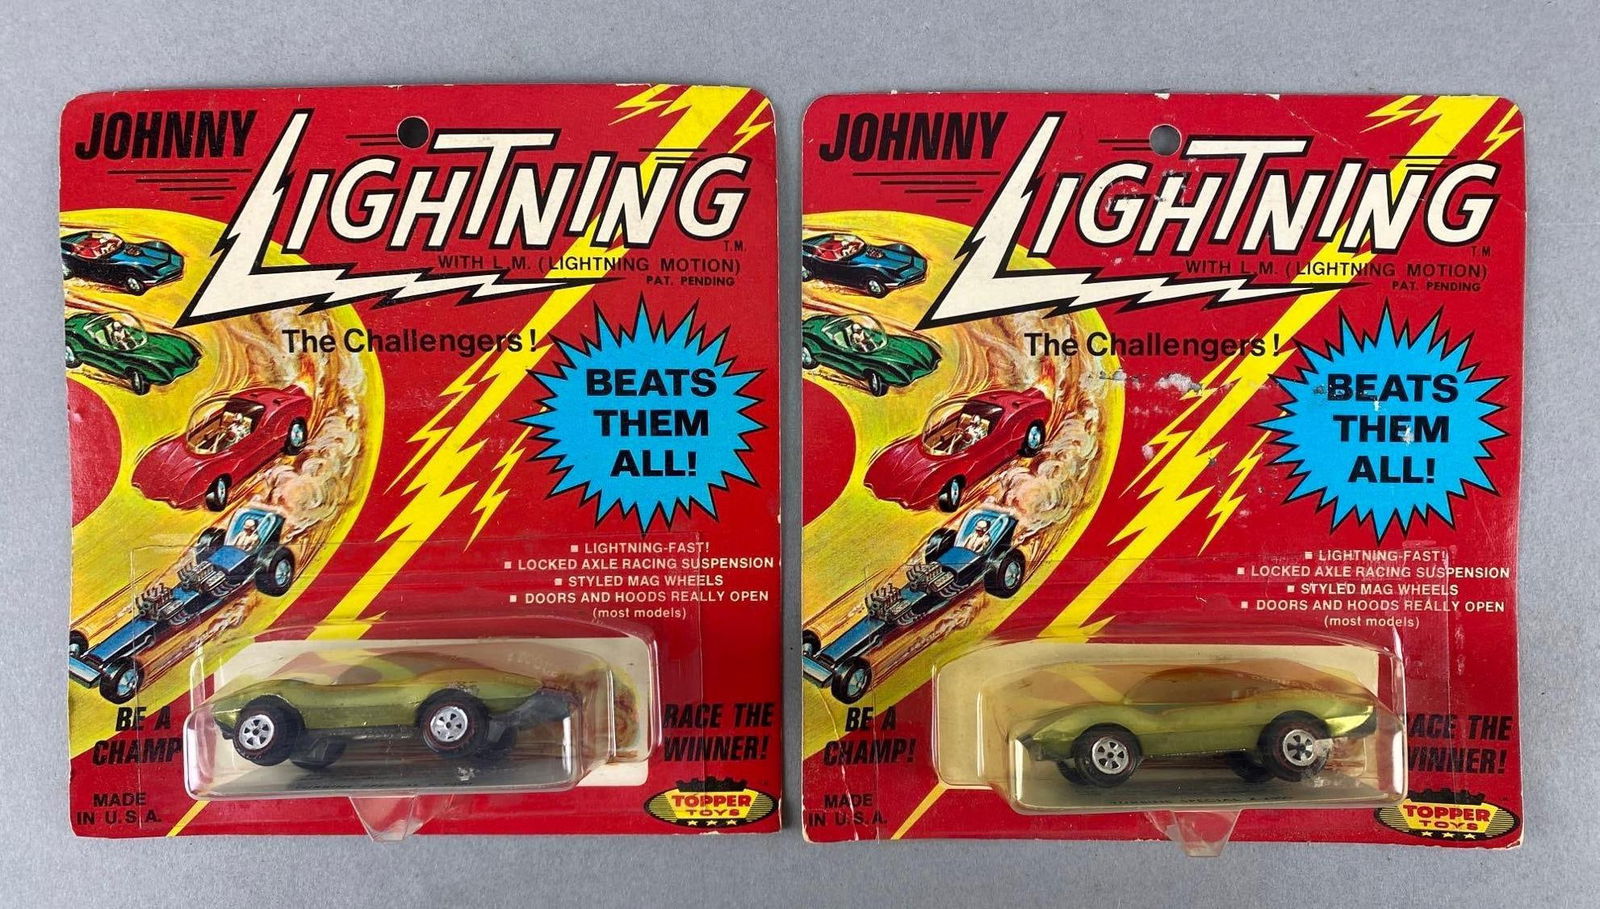 JOHNNY
LIGHTNING
T.M.
WITH L.M. (LIGHTNING MOTION)
PAT. PENDING
The Challengers!
BEATS
THEM
ALL!
▪ LIGHTNING-FAST!
▪ LOCKED AXLE RACING SUSPENSION
▪ STYLED MAG WHEELS
▪ DOORS AND HOODS REALLY OPEN
(most models)
BE A
CHAMP
RACE THE
WINNER!
MADE
IN U.S.A.
TOPPER
TOYS
JOHNNY
LIGHTNING
T.M.
WITH L.M. (LIGHTNING MOTION)
PAT. PENDING
The Challengers!
BEATS
THEM
ALL!
▪ LIGHTNING-FAST!
▪ LOCKED AXLE RACING SUSPENSION
▪ STYLED MAG WHEELS
▪ DOORS AND HOODS REALLY OPEN
(most models)
BE A
CHAMP!
RACE THE
WINNER!
MADE
IN U.S.A.
TOPPER
TOYS